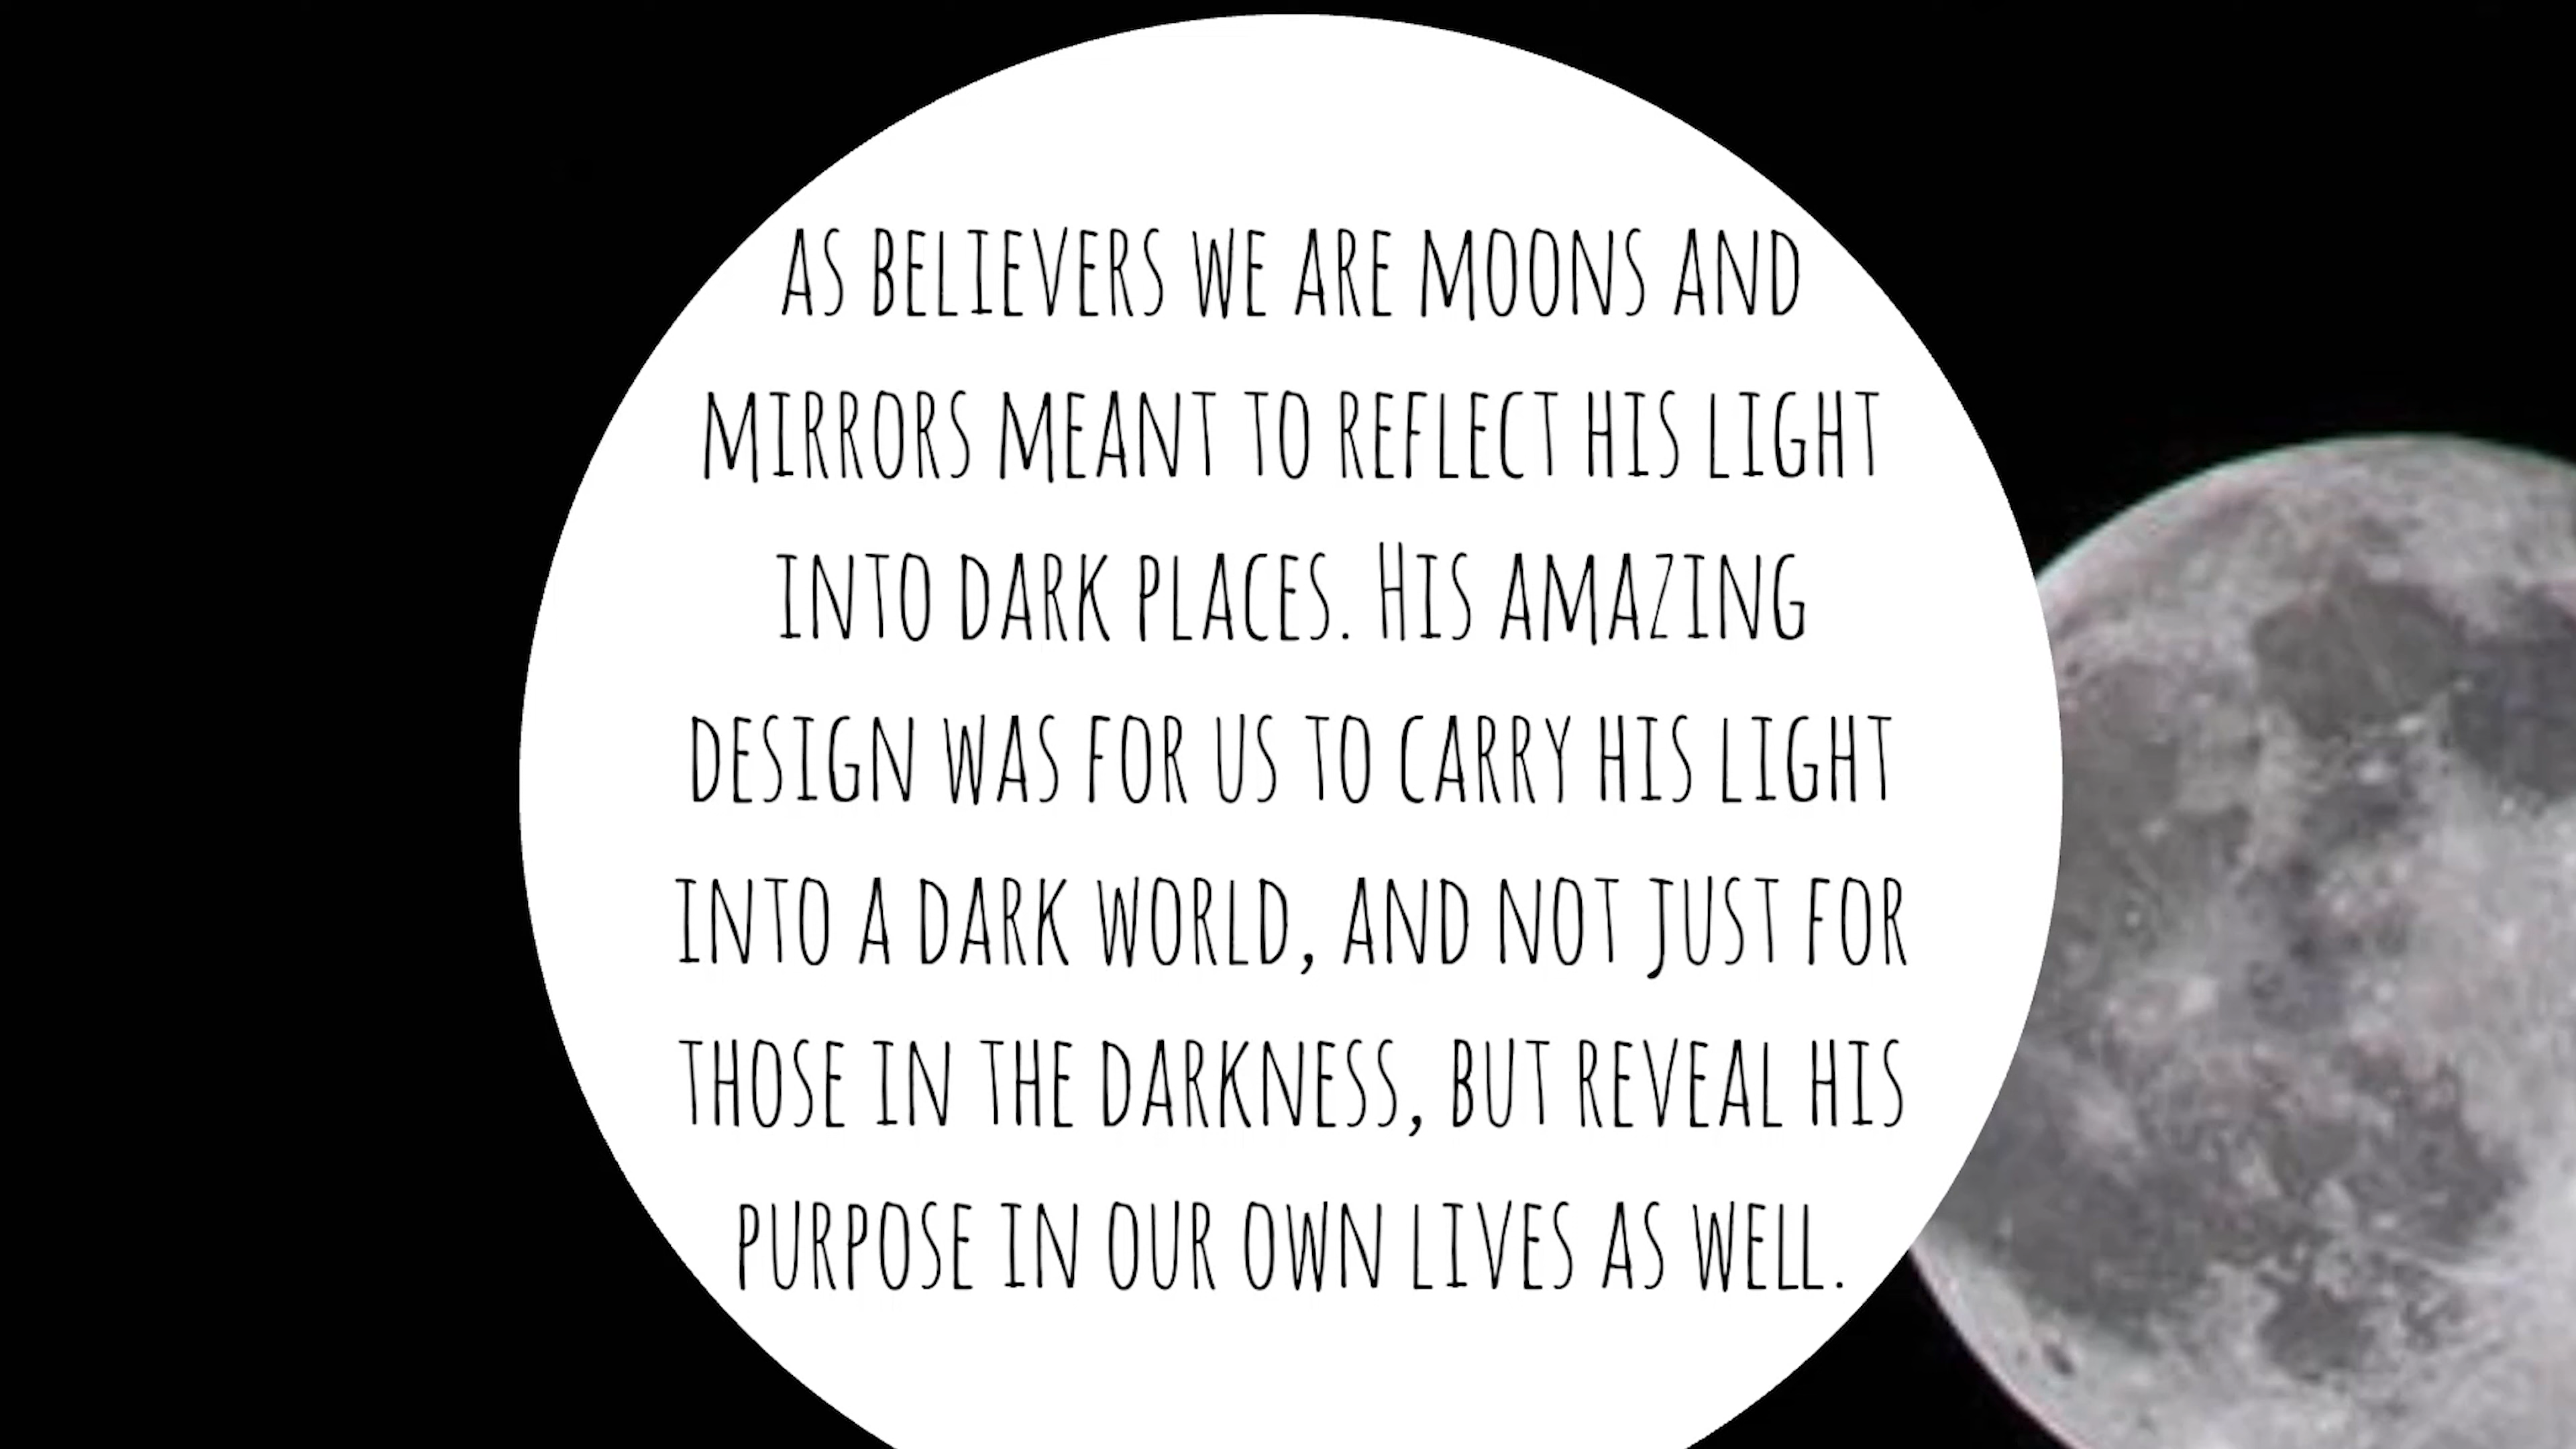 as believers we are moons and
mirrors meant to reflect his light
into dark places. His amazing
design was for us to carry his light
into a dark world, and not just for
those in the darkness, but reveal his
purpose in our own lives as well.